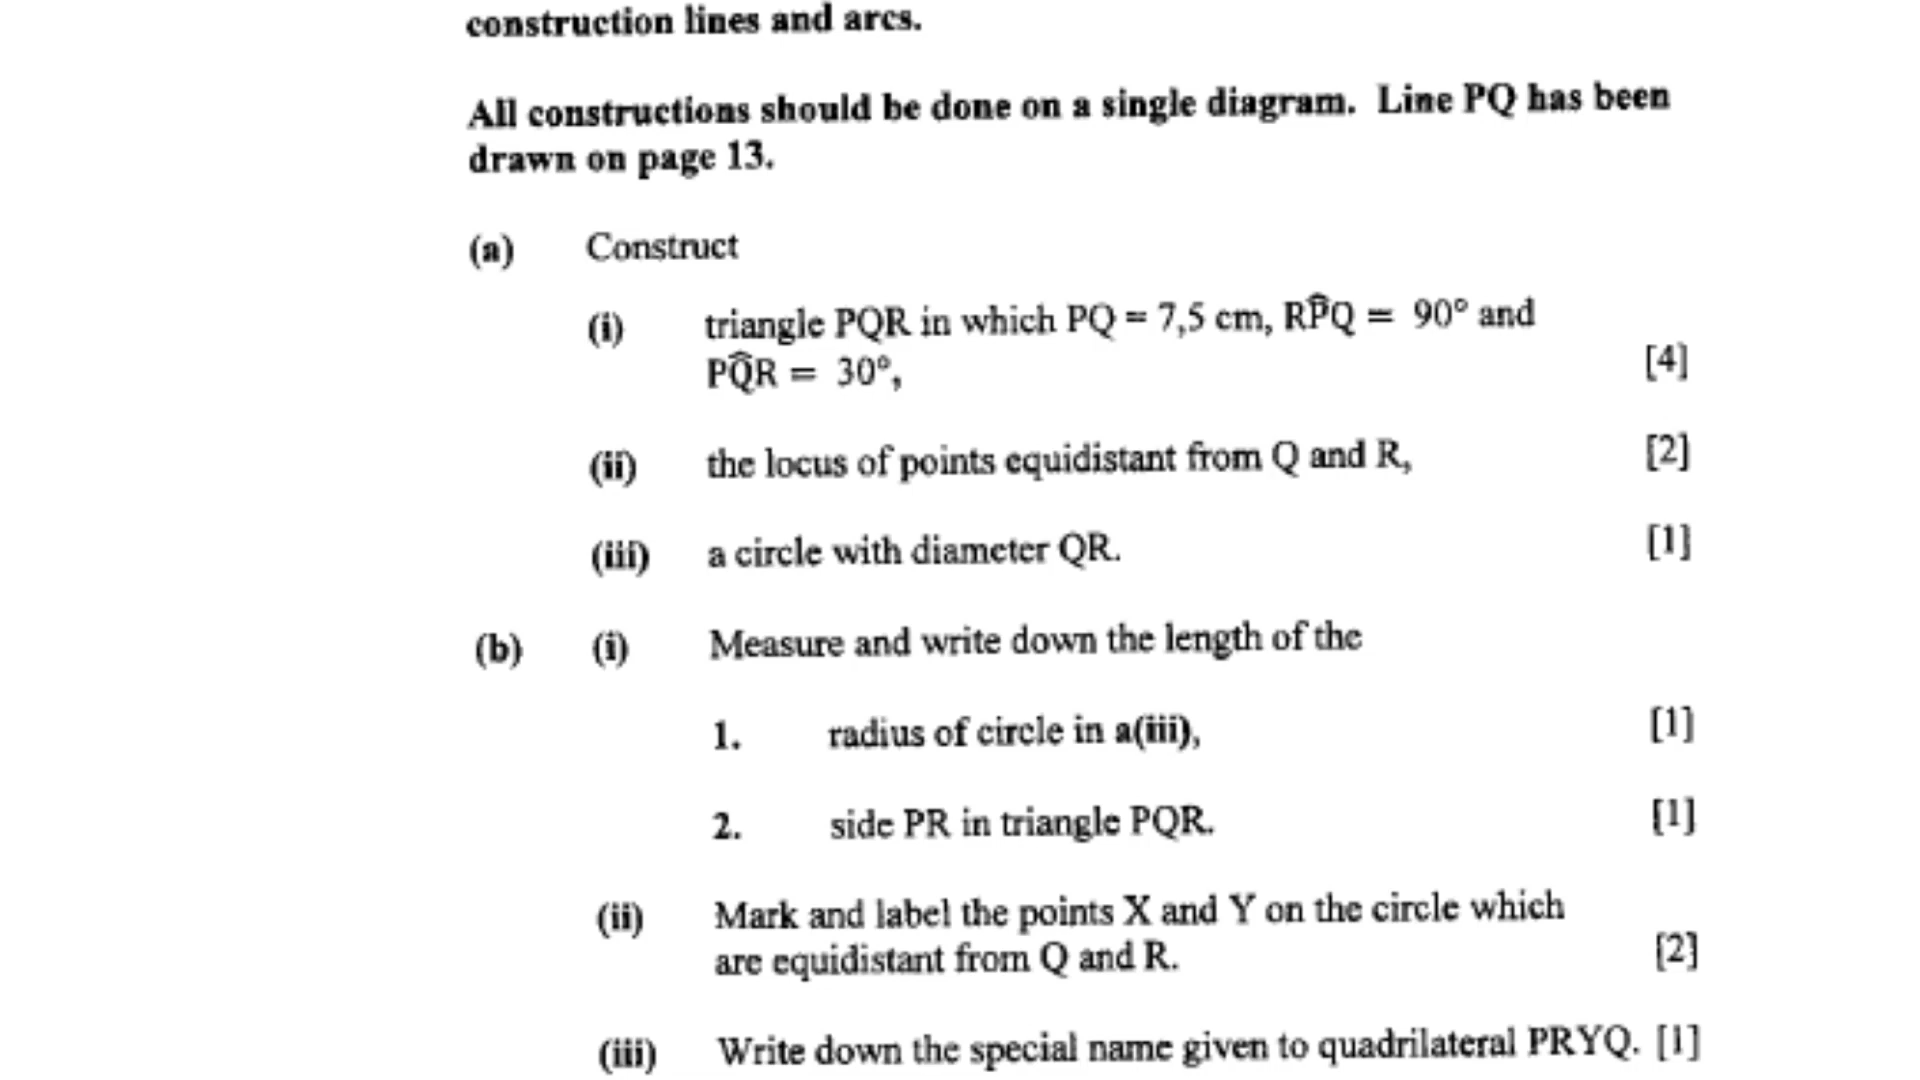 construction lines and arcs.
All constructions should be done on a single diagram. Line PQ has been
drawn on page 13.
(a) Construct
(i) triangle PQR in which PQ = 7,5 cm, RP̂Q = 90° and
PQ̂R = 30°, [4]
(ii) the locus of points equidistant from Q and R, [2]
(iii) a circle with diameter QR. [1]
(b) (i) Measure and write down the length of the
1. radius of circle in a(iii), [1]
2. side PR in triangle PQR. [1]
(ii) Mark and label the points X and Y on the circle which
are equidistant from Q and R. [2]
(iii) Write down the special name given to quadrilateral PRYQ. [1]